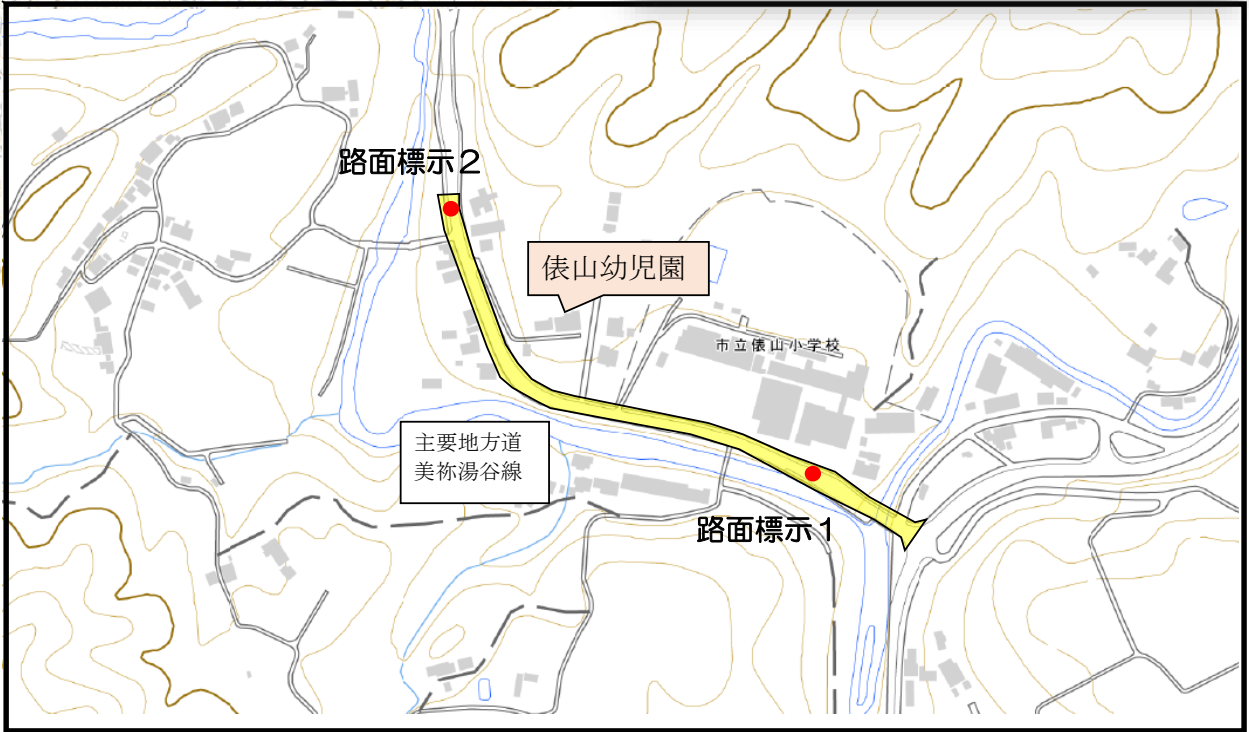 路面標示２
俵山幼児園
市立俵山小学校
主要地方道
美祢湯谷線
路面標示１